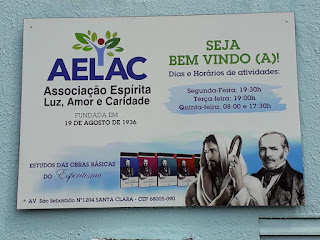 AELAC
Associação Espírita
Luz, Amor e Caridade
FUNDADA EM
19 DE AGOSTO DE 1936
SEJA
BEM VINDO (A)!
Dias e Horários de atividades:
Segunda-Feira: 19:30h
Terça-feira: 19:00h
Quinta-feira: 08:00 e 17:30h
ESTUDOS DAS OBRAS BÁSICAS
DO Espiritismo
* AV. São Sebastião Nº1204 SANTA CLARA - CEP 68005-090